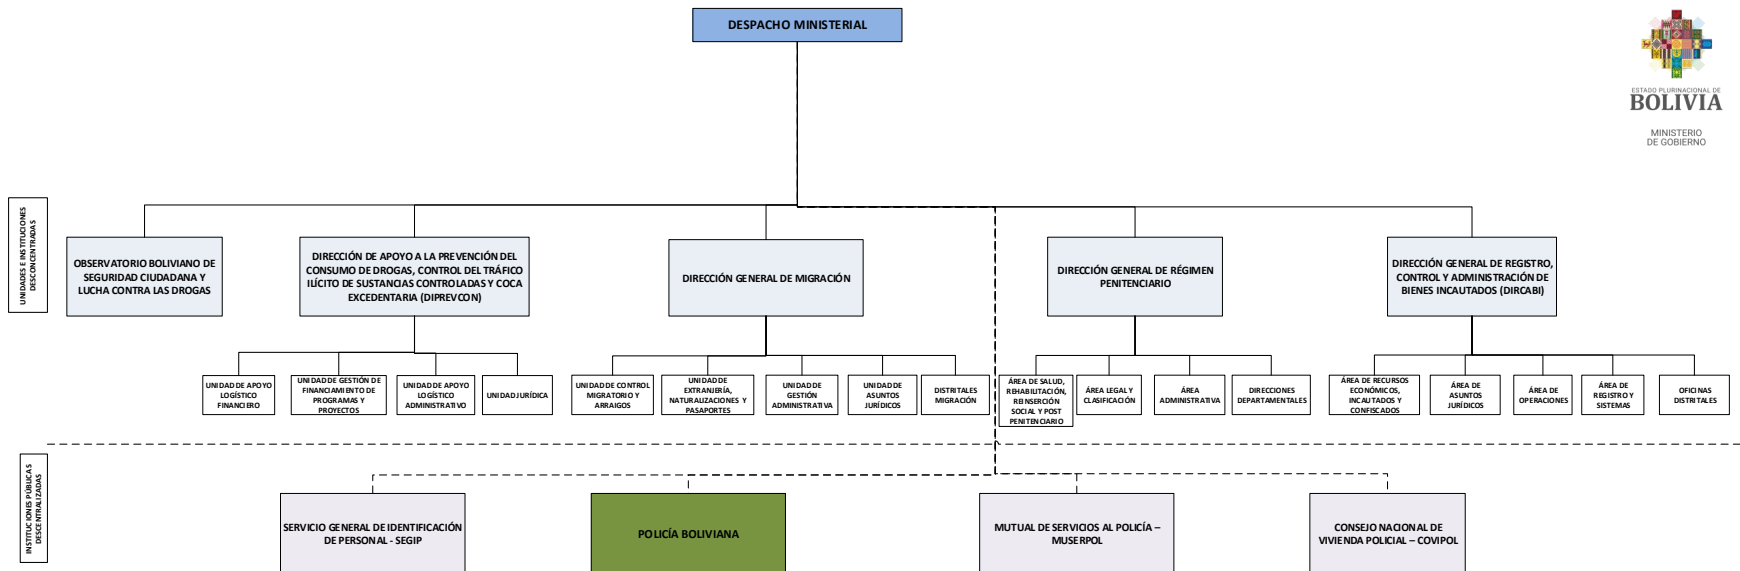 DESPACHO MINISTERIAL
ESTADO PLURINACIONAL DE
BOLIVIA
MINISTERIO
DE GOBIERNO
UNIDADES E INSTITUCIONES
DESCONCENTRADAS
OBSERVATORIO BOLIVIANO DE
SEGURIDAD CIUDADANA Y
LUCHA CONTRA LAS DROGAS
DIRECCIÓN DE APOYO A LA PREVENCIÓN DEL
CONSUMO DE DROGAS, CONTROL DEL TRÁFICO
ILÍCITO DE SUSTANCIAS CONTROLADAS Y COCA
EXCEDENTARIA (DIPREVCON)
DIRECCIÓN GENERAL DE MIGRACIÓN
DIRECCIÓN GENERAL DE RÉGIMEN
PENITENCIARIO
DIRECCIÓN GENERAL DE REGISTRO,
CONTROL Y ADMINISTRACIÓN DE
BIENES INCAUTADOS (DIRCABI)
UNIDAD DE APOYO
LOGÍSTICO
FINANCIERO
UNIDAD DE GESTIÓN DE
FINANCIAMIENTO DE
PROGRAMAS Y
PROYECTOS
UNIDAD DE APOYO
LOGÍSTICO
ADMINISTRATIVO
UNIDAD JURÍDICA
UNIDAD DE CONTROL
MIGRATORIO Y
ARRAIGOS
UNIDAD DE
EXTRANJERÍA,
NATURALIZACIONES Y
PASAPORTES
UNIDAD DE
GESTIÓN
ADMINISTRATIVA
UNIDAD DE
ASUNTOS
JURÍDICOS
DISTRITALES
MIGRACIÓN
ÁREA DE SALUD,
REHABILITACIÓN,
REINSERCIÓN
SOCIAL Y POST
PENITENCIARIO
ÁREA LEGAL Y
CLASIFICACIÓN
ÁREA
ADMINISTRATIVA
DIRECCIONES
DEPARTAMENTALES
ÁREA DE RECURSOS
ECONÓMICOS,
INCAUTADOS Y
CONFISCADOS
ÁREA DE
ASUNTOS
JURÍDICOS
ÁREA DE
OPERACIONES
ÁREA DE
REGISTRO Y
SISTEMAS
OFICINAS
DISTRITALES
INSTITUCIONES PÚBLICAS
DESCENTRALIZADAS
SERVICIO GENERAL DE IDENTIFICACIÓN
DE PERSONAL - SEGIP
POLICÍA BOLIVIANA
MUTUAL DE SERVICIOS AL POLICÍA –
MUSERPOL
CONSEJO NACIONAL DE
VIVIENDA POLICIAL – COVIPOL